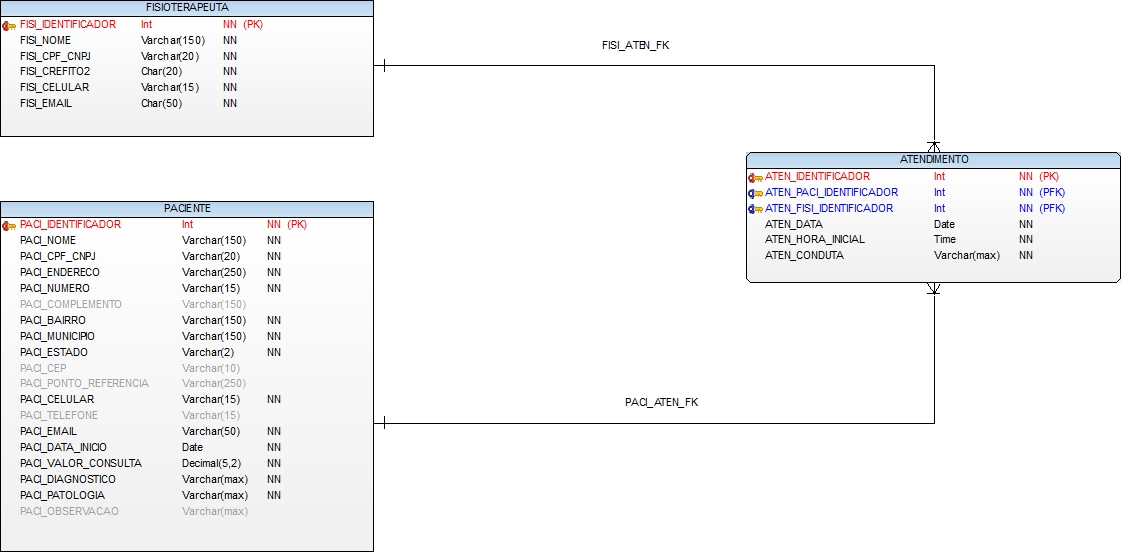 FISIOTERAPEUTA
FISI_IDENTIFICADOR Int NN (PK)
FISI_NOME Varchar(150) NN
FISI_CPF_CNPJ Varchar(20) NN
FISI_CREFITO2 Char(20) NN
FISI_CELULAR Varchar(15) NN
FISI_EMAIL Char(50) NN
FISI_ATEN_FK
ATENDIMENTO
ATEN_IDENTIFICADOR Int NN (PK)
ATEN_PACI_IDENTIFICADOR Int NN (PFK)
ATEN_FISI_IDENTIFICADOR Int NN (PFK)
ATEN_DATA Date NN
ATEN_HORA_INICIAL Time NN
ATEN_CONDUTA Varchar(max) NN
PACIENTE
PACI_IDENTIFICADOR Int NN (PK)
PACI_NOME Varchar(150) NN
PACI_CPF_CNPJ Varchar(20) NN
PACI_ENDERECO Varchar(250) NN
PACI_NUMERO Varchar(15) NN
PACI_COMPLEMENTO Varchar(150)
PACI_BAIRRO Varchar(150) NN
PACI_MUNICIPIO Varchar(150) NN
PACI_ESTADO Varchar(2) NN
PACI_CEP Varchar(10)
PACI_PONTO_REFERENCIA Varchar(250)
PACI_CELULAR Varchar(15) NN
PACI_TELEFONE Varchar(15)
PACI_EMAIL Varchar(50) NN
PACI_DATA_INICIO Date NN
PACI_VALOR_CONSULTA Decimal(5,2) NN
PACI_DIAGNOSTICO Varchar(max) NN
PACI_PATOLOGIA Varchar(max) NN
PACI_OBSERVACAO Varchar(max)
PACI_ATEN_FK